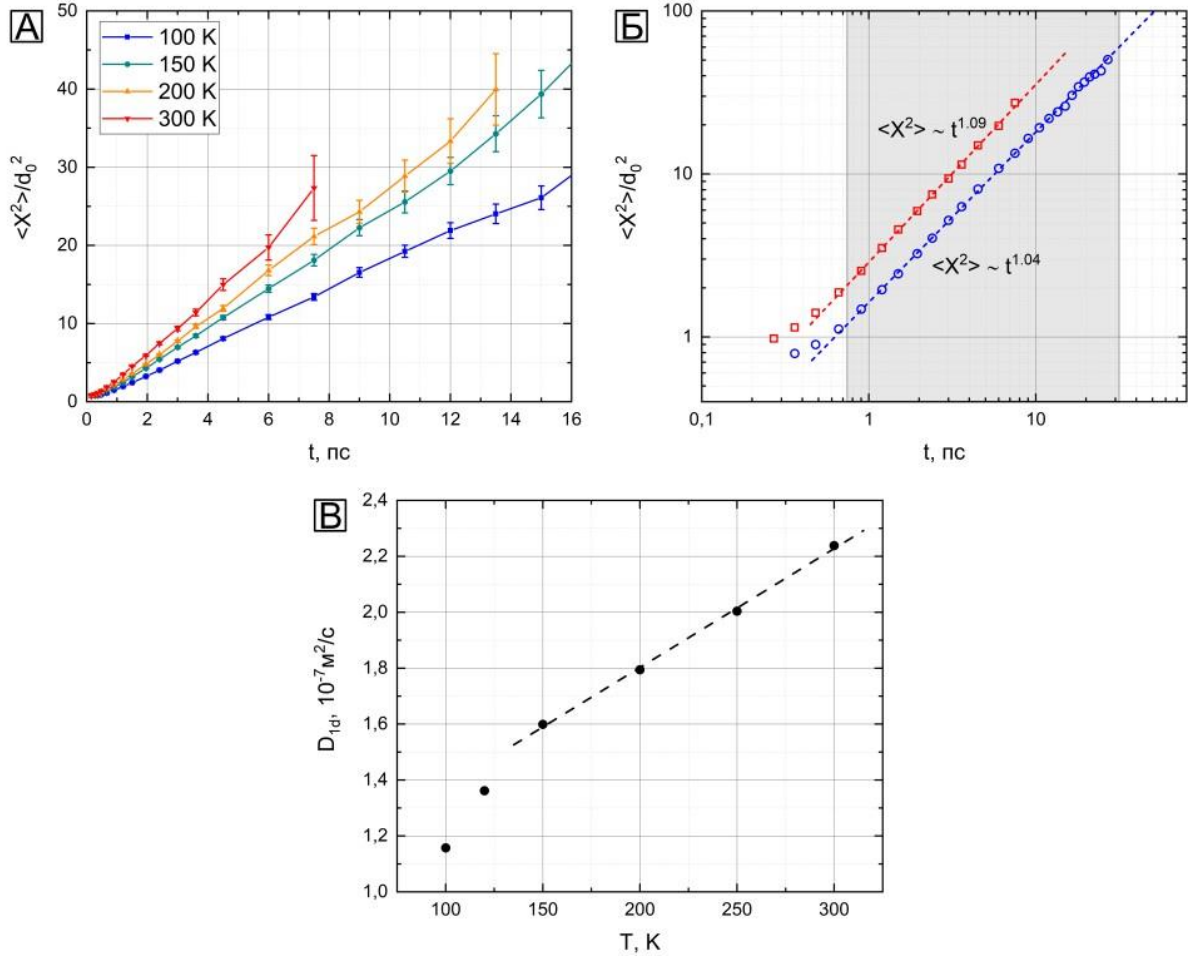 А
<X²>/d₀²
50
40
30
20
10
0
100 K
150 K
200 K
300 K
0 2 4 6 8 10 12 14 16
t, пс
Б
<X²>/d₀²
100
10
1
<X²> ~ t^1.09
<X²> ~ t^1.04
0,1 1 10
t, пс
В
D₁d, 10⁻⁷м²/с
2,4
2,2
2,0
1,8
1,6
1,4
1,2
1,0
100 150 200 250 300
T, K